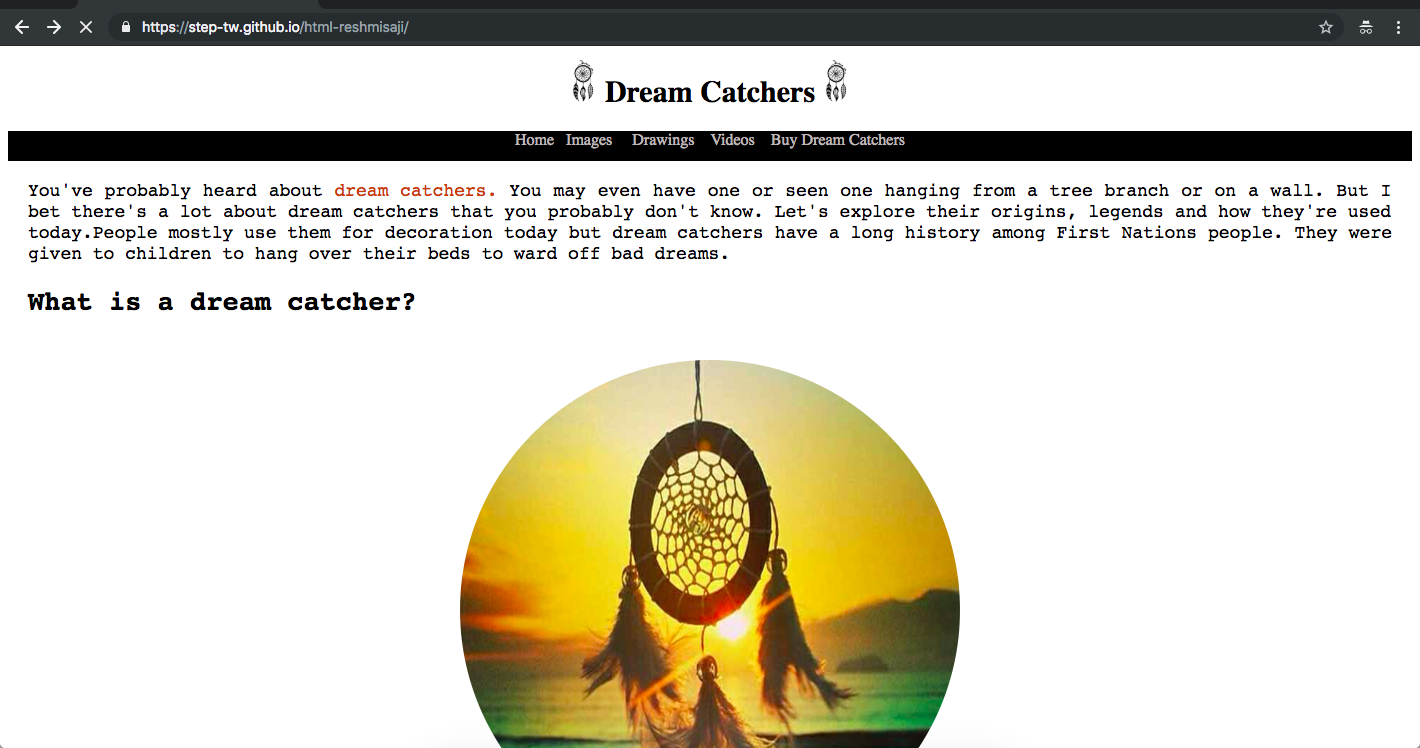 https://step-tw.github.io/html-reshmisaji/
Dream Catchers
Home Images Drawings Videos Buy Dream Catchers
You've probably heard about dream catchers. You may even have one or seen one hanging from a tree branch or on a wall. But I
bet there's a lot about dream catchers that you probably don't know. Let's explore their origins, legends and how they're used
today.People mostly use them for decoration today but dream catchers have a long history among First Nations people. They were
given to children to hang over their beds to ward off bad dreams.
What is a dream catcher?